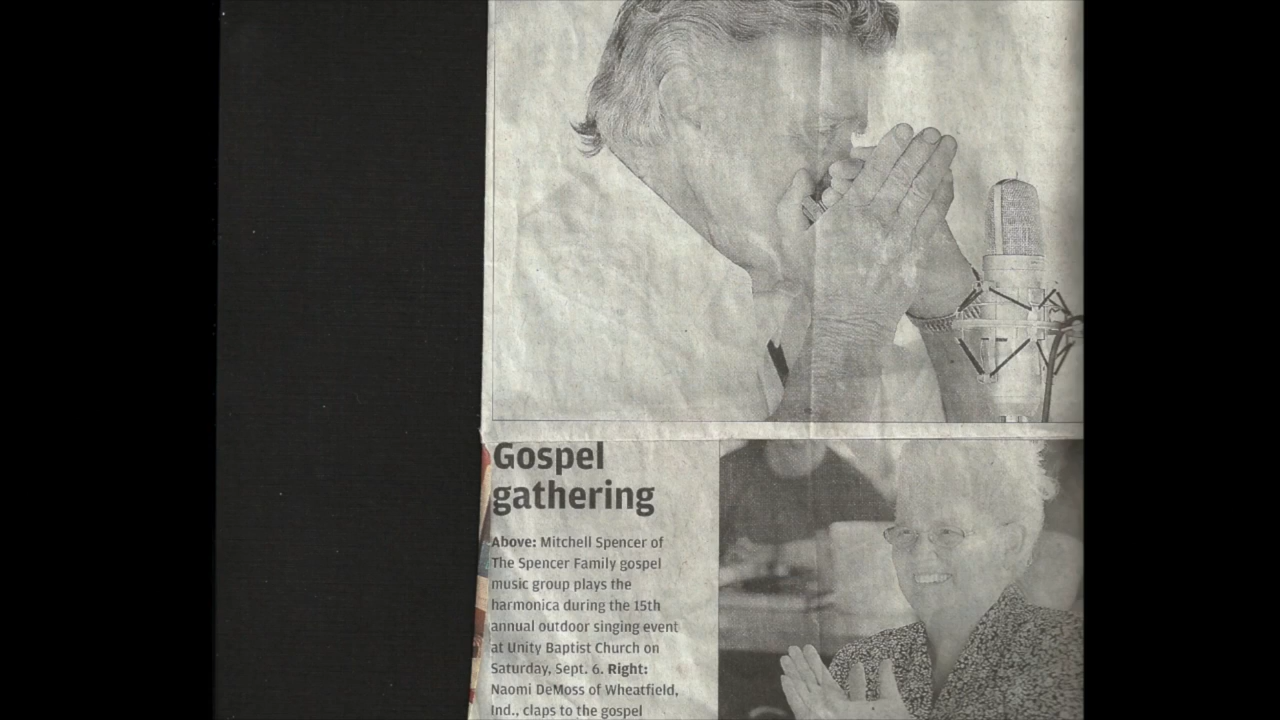 Gospel
gathering
Above: Mitchell Spencer of
The Spencer Family gospel
music group plays the
harmonica during the 15th
annual outdoor singing event
at Unity Baptist Church on
Saturday, Sept. 6. Right:
Naomi DeMoss of Wheatfield,
Ind., claps to the gospel